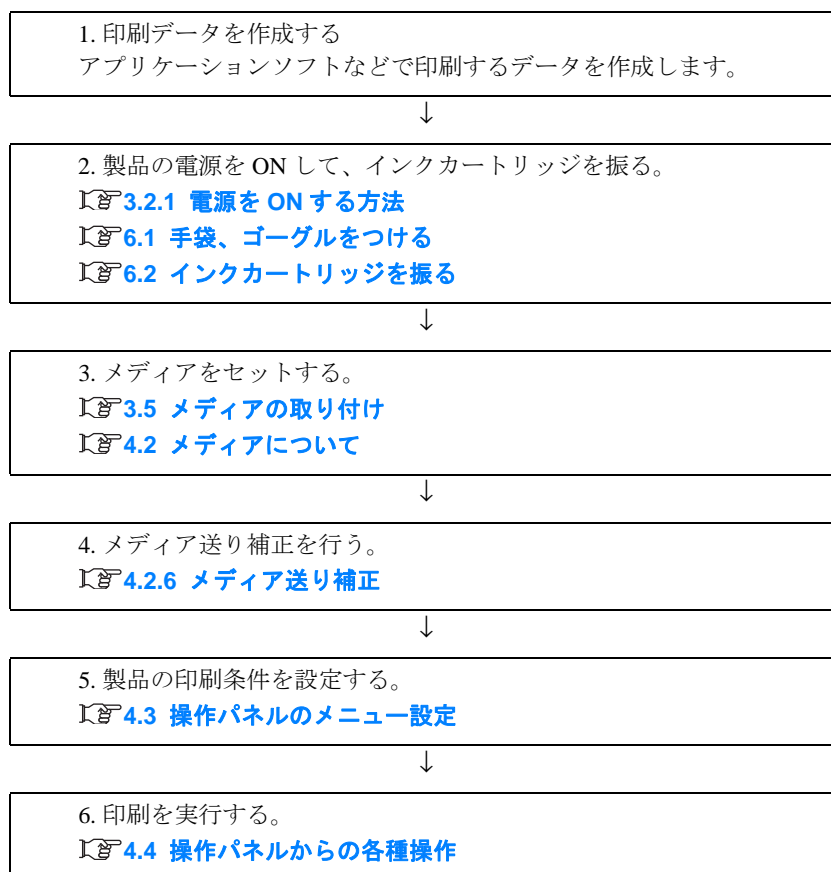 1. 印刷データを作成する
アプリケーションソフトなどで印刷するデータを作成します。
↓
2. 製品の電源を ON して、インクカートリッジを振る。
3.2.1 電源を ON する方法
6.1 手袋、ゴーグルをつける
6.2 インクカートリッジを振る
↓
3. メディアをセットする。
3.5 メディアの取り付け
4.2 メディアについて
↓
4. メディア送り補正を行う。
4.2.6 メディア送り補正
↓
5. 製品の印刷条件を設定する。
4.3 操作パネルのメニュー設定
↓
6. 印刷を実行する。
4.4 操作パネルからの各種操作